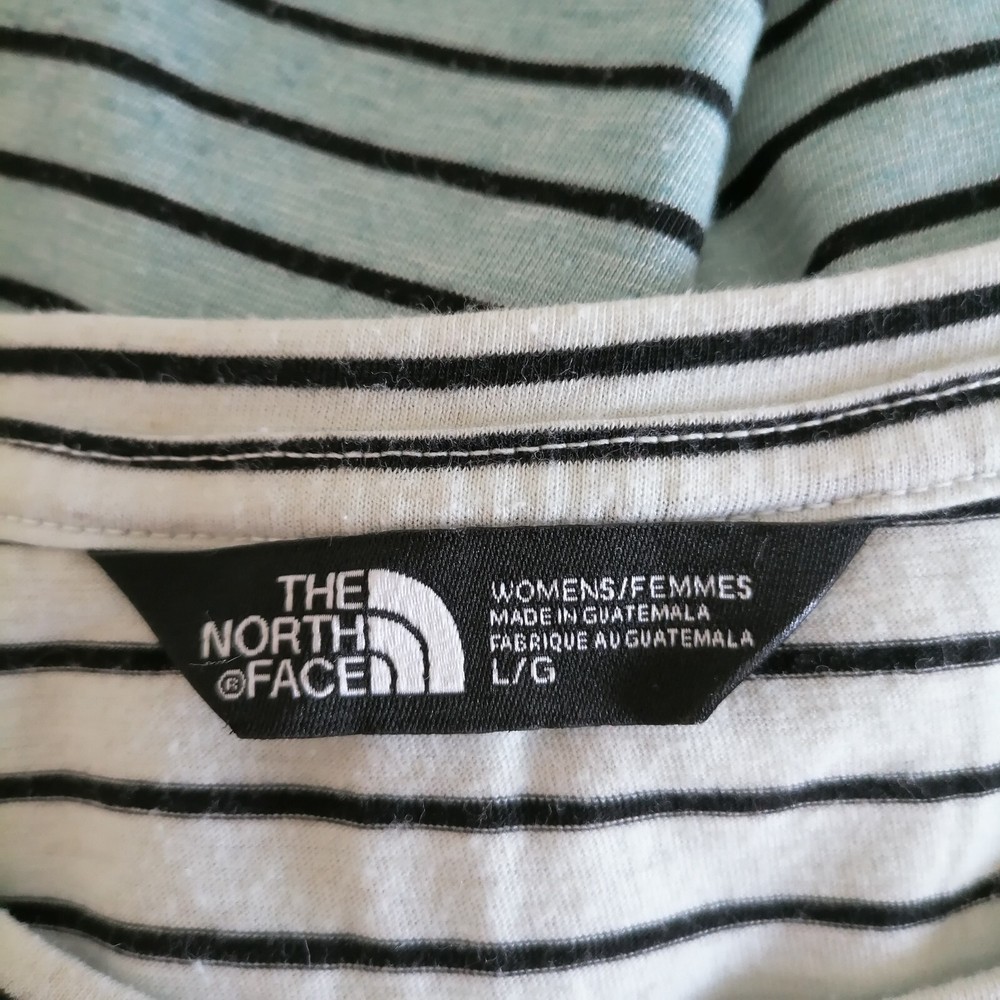 THE
NORTH
®FACE
WOMENS/FEMMES
MADE IN GUATEMALA
FABRIQUE AU GUATEMALA
L/G